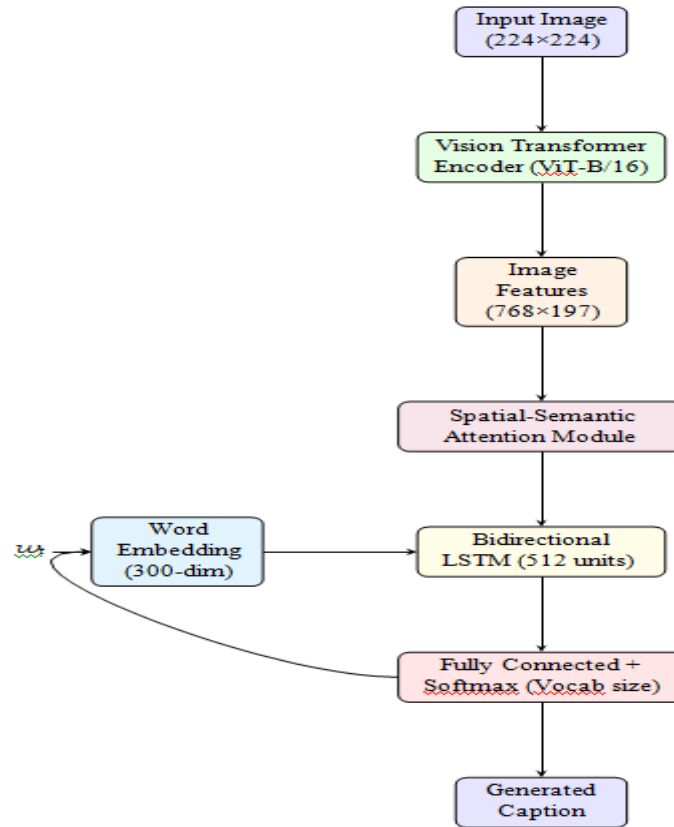 Input Image
(224×224)
Vision Transformer
Encoder (ViT-B/16)
Image
Features
(768×197)
Spatial-Semantic
Attention Module
Word
Embedding
(300-dim)
Bidirectional
LSTM (512 units)
Fully Connected +
Softmax (Vocab size)
Generated
Caption